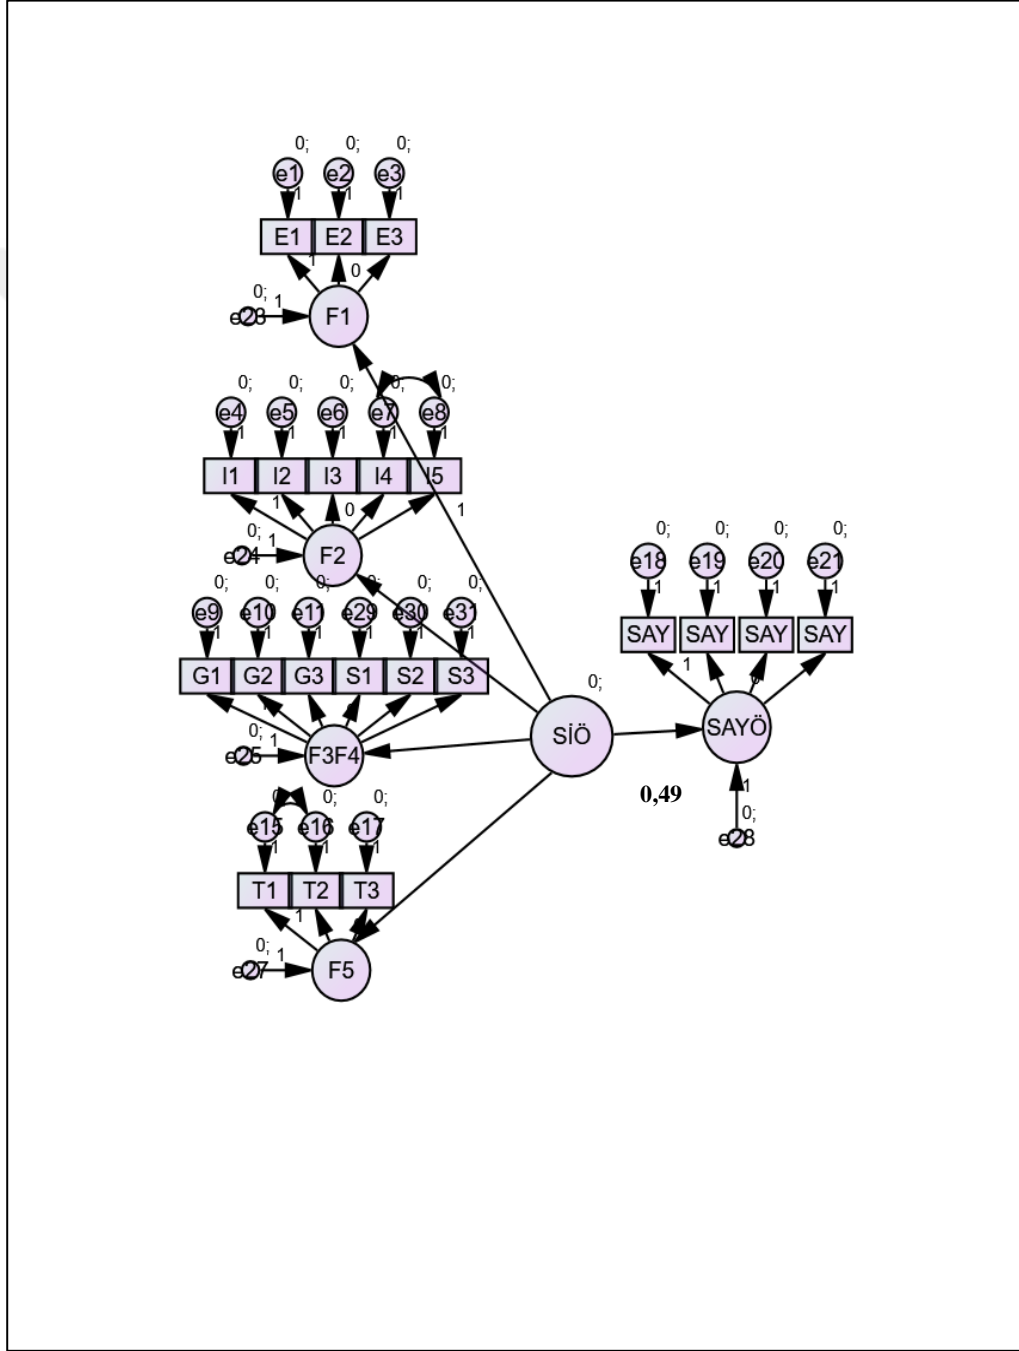 0; 0; 0;
e1 e2 e3
1 1 1
E1 E2 E3
1 0
0; 1
e23 F1
0; 0; 0; 0; 0;
e4 e5 e6 e7 e8
1 1 1 1 1
I1 I2 I3 I4 I5
1 0 1
0; 1
e24 F2
0; 0; 0; 0; 0; 0;
e9 e10 e11 e29 e30 e31
1 1 1 1 1 1
G1 G2 G3 S1 S2 S3
0; 1
e25 F3F4
0; 0; 0;
e15 e16 e17
1 1 1
T1 T2 T3
1
0; 1
e27 F5
0;
SİÖ
0,49
0; 0; 0; 0;
e18 e19 e20 e21
1 1 1 1
SAY SAY SAY SAY
1
SAYÖ
1
0;
e28